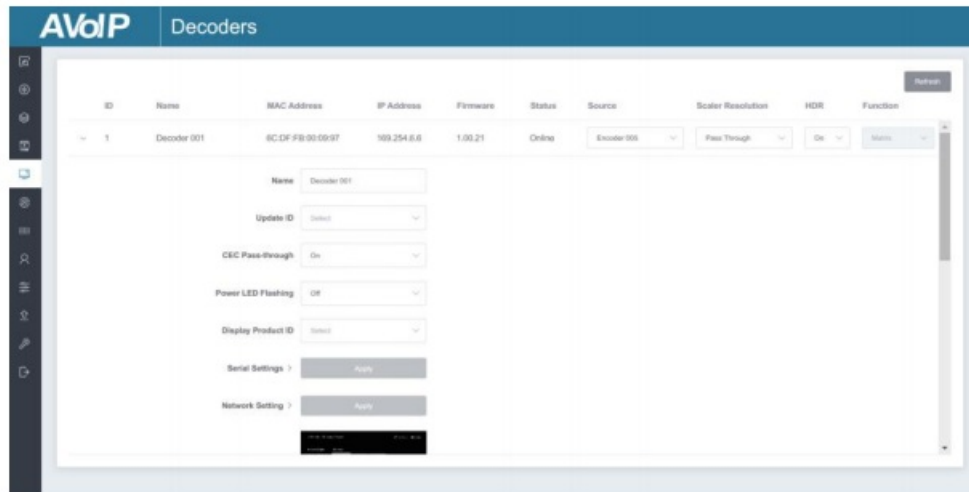 AVoIP Decoders
Refresh
ID Name MAC Address IP Address Firmware Status Source Scaler Resolution HDR Function
1 Decoder 001 6C:DF:FB:00:09:97 169.254.6.6 1.00.21 Online Encoder 005 Pass Through On Matrix
Name Decoder 001
Update ID Select
CEC Pass-through On
Power LED Flashing Off
Display Product ID Select
Serial Settings > Apply
Network Setting > Apply